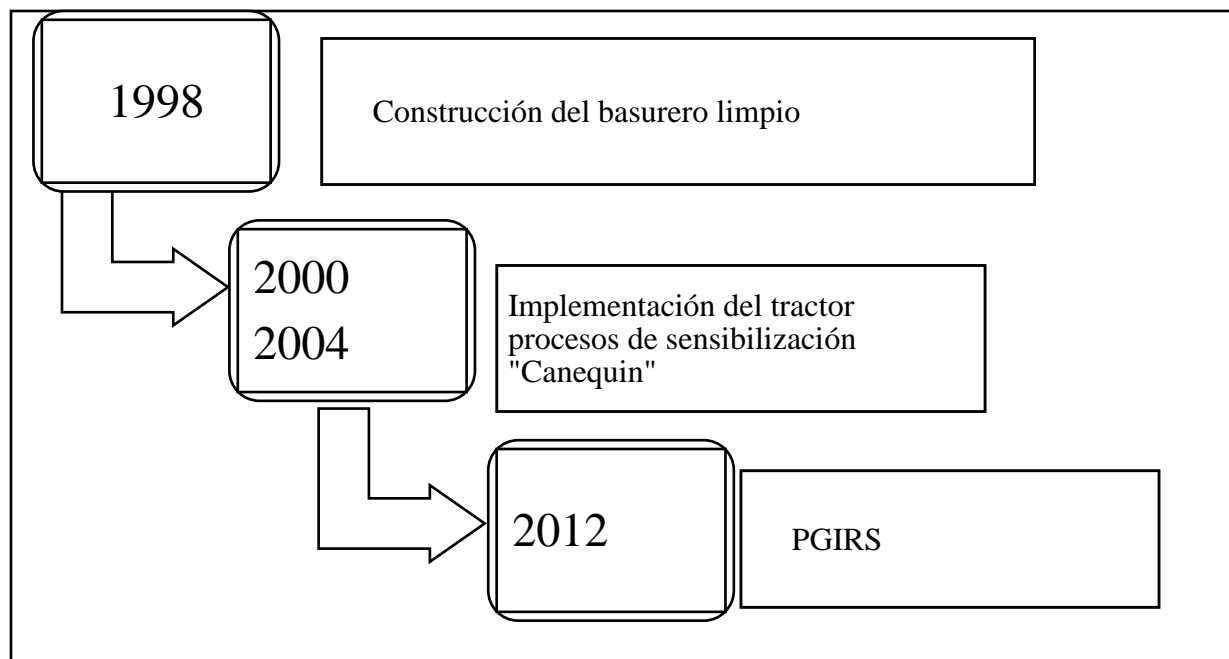 1998
Construcción del basurero limpio
2000
2004
Implementación del tractor
procesos de sensibilización
"Canequin"
2012
PGIRS